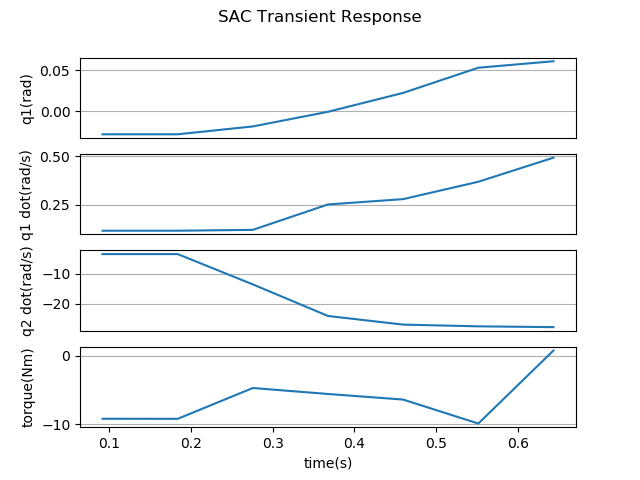 SAC Transient Response
q1(rad)
0.05
0.00
q1 dot(rad/s)
0.50
0.25
q2 dot(rad/s)
−10
−20
torque(Nm)
0
−10
0.1 0.2 0.3 0.4 0.5 0.6
time(s)